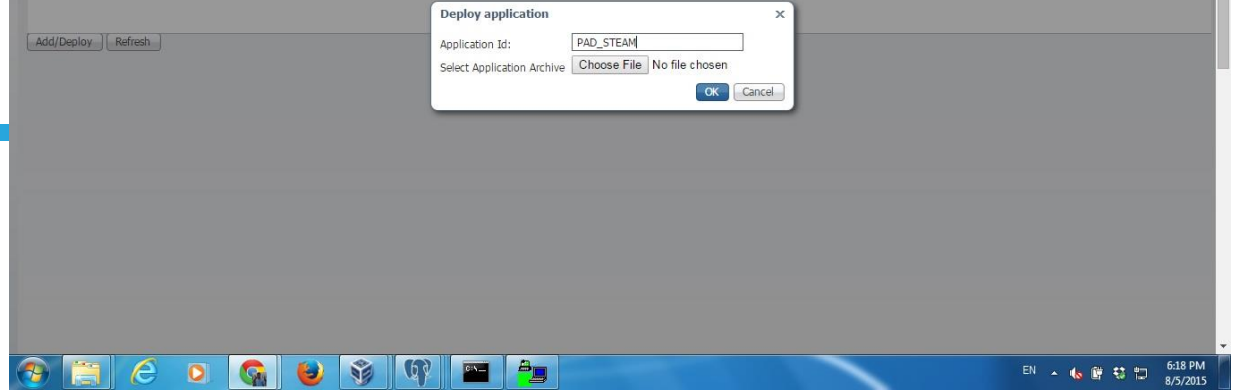 Deploy application
Add/Deploy Refresh
Application Id: PAD_STEAM
Select Application Archive Choose File No file chosen
OK Cancel
EN 6:18 PM
8/5/2015